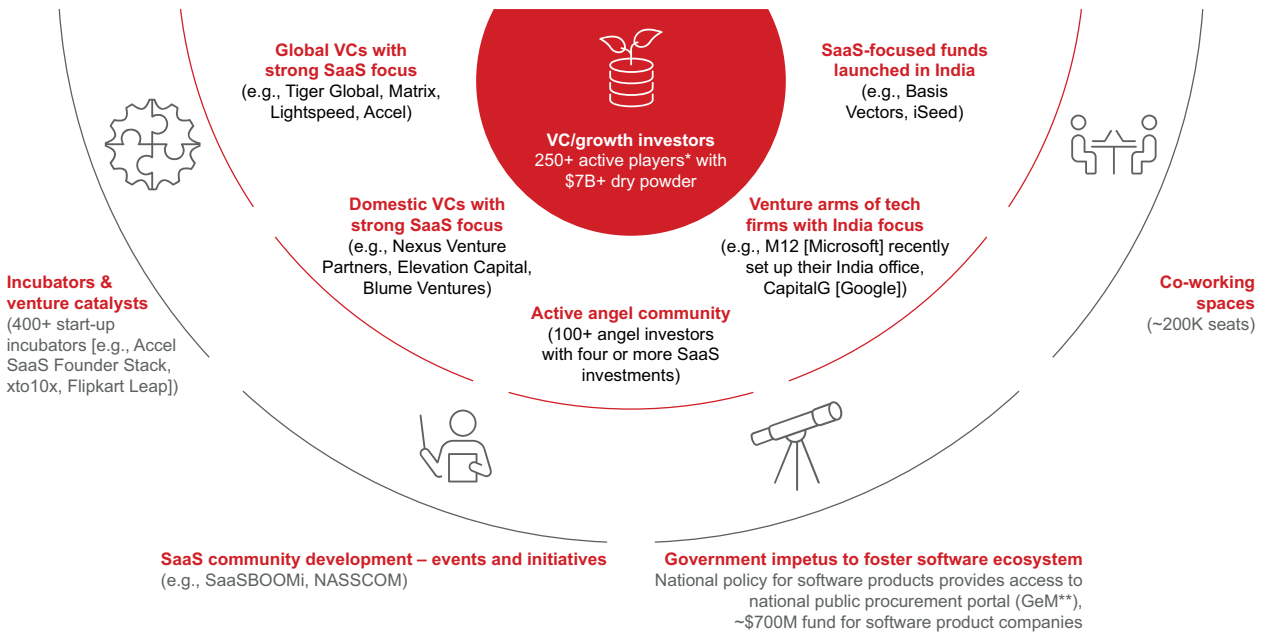 Global VCs with
strong SaaS focus
(e.g., Tiger Global, Matrix,
Lightspeed, Accel)
VC/growth investors
250+ active players* with
$7B+ dry powder
SaaS-focused funds
launched in India
(e.g., Basis
Vectors, iSeed)
Domestic VCs with
strong SaaS focus
(e.g., Nexus Venture
Partners, Elevation Capital,
Blume Ventures)
Venture arms of tech
firms with India focus
(e.g., M12 [Microsoft] recently
set up their India office,
CapitalG [Google])
Active angel community
(100+ angel investors
with four or more SaaS
investments)
Incubators &
venture catalysts
(400+ start-up
incubators [e.g., Accel
SaaS Founder Stack,
xto10x, Flipkart Leap])
Co-working
spaces
(~200K seats)
SaaS community development – events and initiatives
(e.g., SaaSBOOMi, NASSCOM)
Government impetus to foster software ecosystem
National policy for software products provides access to
national public procurement portal (GeM**),
~$700M fund for software product companies